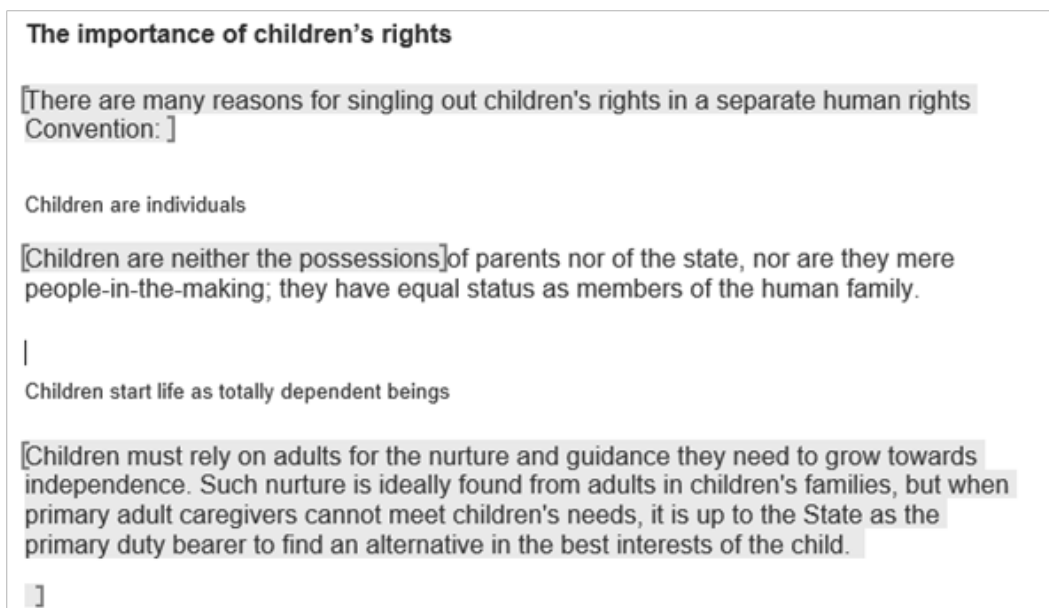 The importance of children’s rights
[There are many reasons for singling out children's rights in a separate human rights
Convention: ]
Children are individuals
[Children are neither the possessions]of parents nor of the state, nor are they mere
people-in-the-making; they have equal status as members of the human family.
Children start life as totally dependent beings
[Children must rely on adults for the nurture and guidance they need to grow towards
independence. Such nurture is ideally found from adults in children's families, but when
primary adult caregivers cannot meet children's needs, it is up to the State as the
primary duty bearer to find an alternative in the best interests of the child.
]